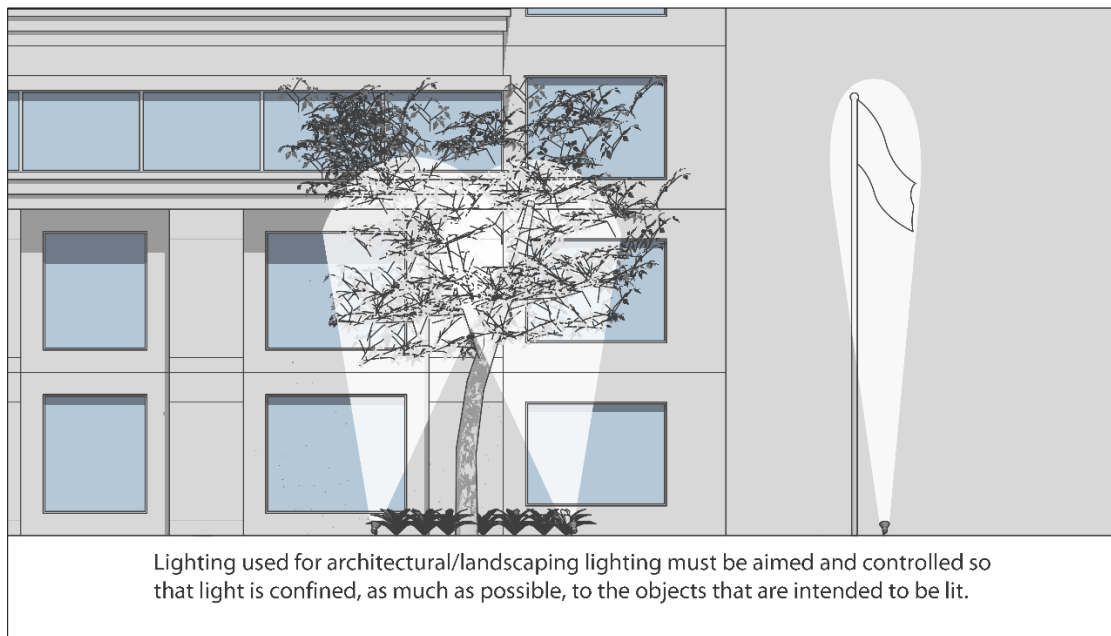 Lighting used for architectural/landscaping lighting must be aimed and controlled so
that light is confined, as much as possible, to the objects that are intended to be lit.